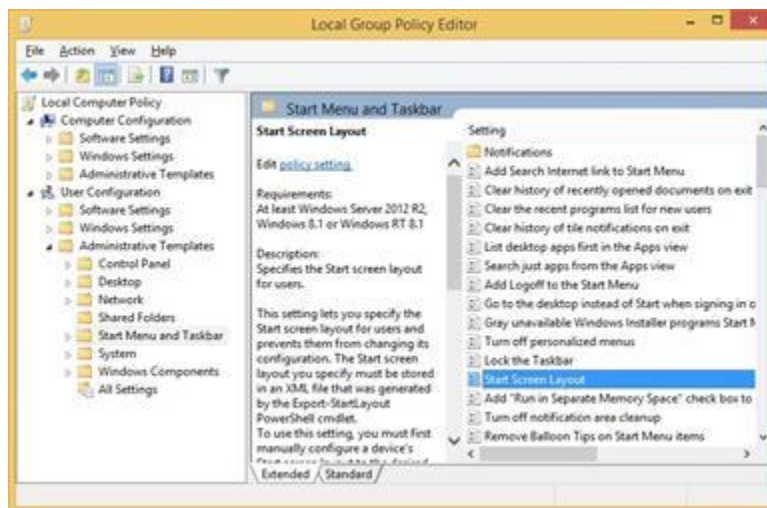 Local Group Policy Editor
File Action View Help
Local Computer Policy
Computer Configuration
Software Settings
Windows Settings
Administrative Templates
User Configuration
Software Settings
Windows Settings
Administrative Templates
Control Panel
Desktop
Network
Shared Folders
Start Menu and Taskbar
System
Windows Components
All Settings
Start Menu and Taskbar
Start Screen Layout
Edit policy setting
Requirements:
At least Windows Server 2012 R2,
Windows 8.1 or Windows RT 8.1
Description:
Specifies the Start screen layout
for users.
This setting lets you specify the
Start screen layout for users and
prevents them from changing its
configuration. The Start screen
layout you specify must be stored
in an XML file that was generated
by the Export-StartLayout
PowerShell cmdlet.
To use this setting, you must first
manually configure a device's
Setting
Notifications
Add Search Internet link to Start Menu
Clear history of recently opened documents on exit
Clear the recent programs list for new users
Clear history of tile notifications on exit
List desktop apps first in the Apps view
Search just apps from the Apps view
Add Logoff to the Start Menu
Go to the desktop instead of Start when signing in o
Gray unavailable Windows Installer programs Start M
Turn off personalized menus
Lock the Taskbar
Start Screen Layout
Add "Run in Separate Memory Space" check box to
Turn off notification area cleanup
Remove Balloon Tips on Start Menu items
Extended Standard